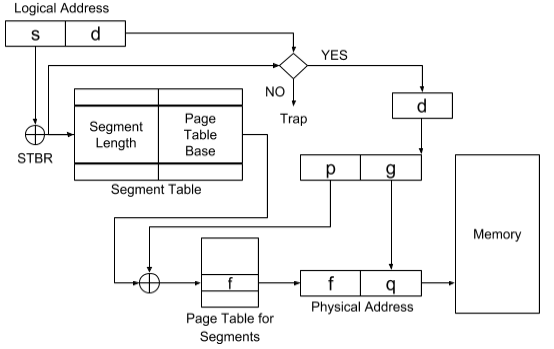 Logical Address
s d
YES
NO
Trap
d
Segment
Length
Page
Table
Base
STBR
Segment Table
p g
Memory
f
f q
Physical Address
Page Table for
Segments